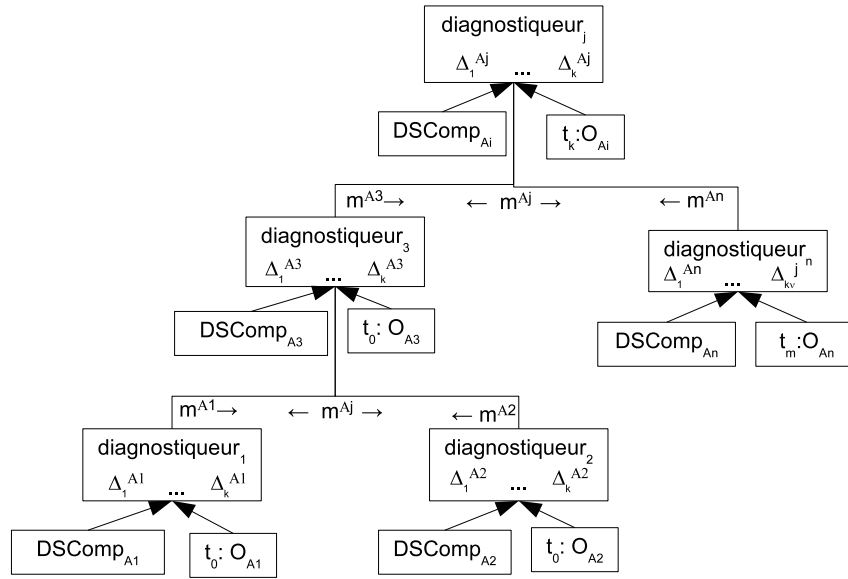 diagnostiqueur_j
Δ_1^Aj ... Δ_k^Aj
DSComp_Ai
t_k:O_Ai
m^A3→ ← m^Aj → ← m^An
diagnostiqueur_3
Δ_1^A3 ... Δ_k^A3
diagnostiqueur_n
Δ_1^An ... Δ_kv^j
DSComp_A3
t_0: O_A3
DSComp_An
t_m:O_An
m^A1→ ← m^Aj → ← m^A2
diagnostiqueur_1
Δ_1^A1 ... Δ_k^A1
diagnostiqueur_2
Δ_1^A2 ... Δ_k^A2
DSComp_A1
t_0: O_A1
DSComp_A2
t_0: O_A2